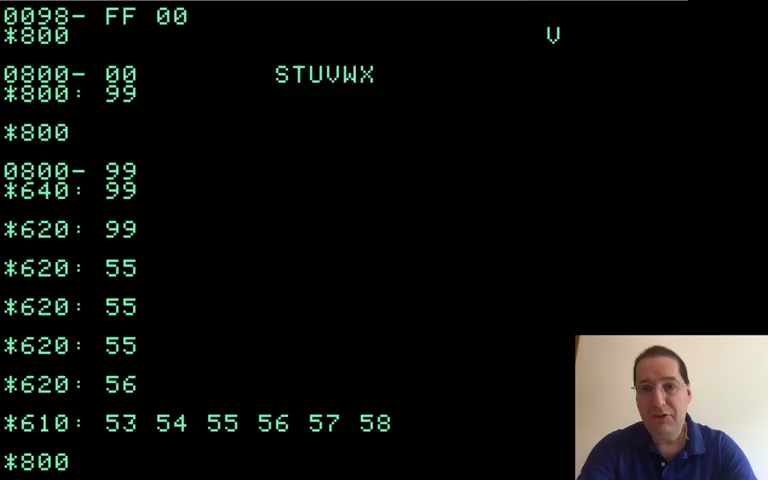 0098- FF 00
*800 V
0800- 00 STUVWX
*800: 99
*800
0800- 99
*640: 99
*620: 99
*620: 55
*620: 55
*620: 55
*620: 56
*610: 53 54 55 56 57 58
*800